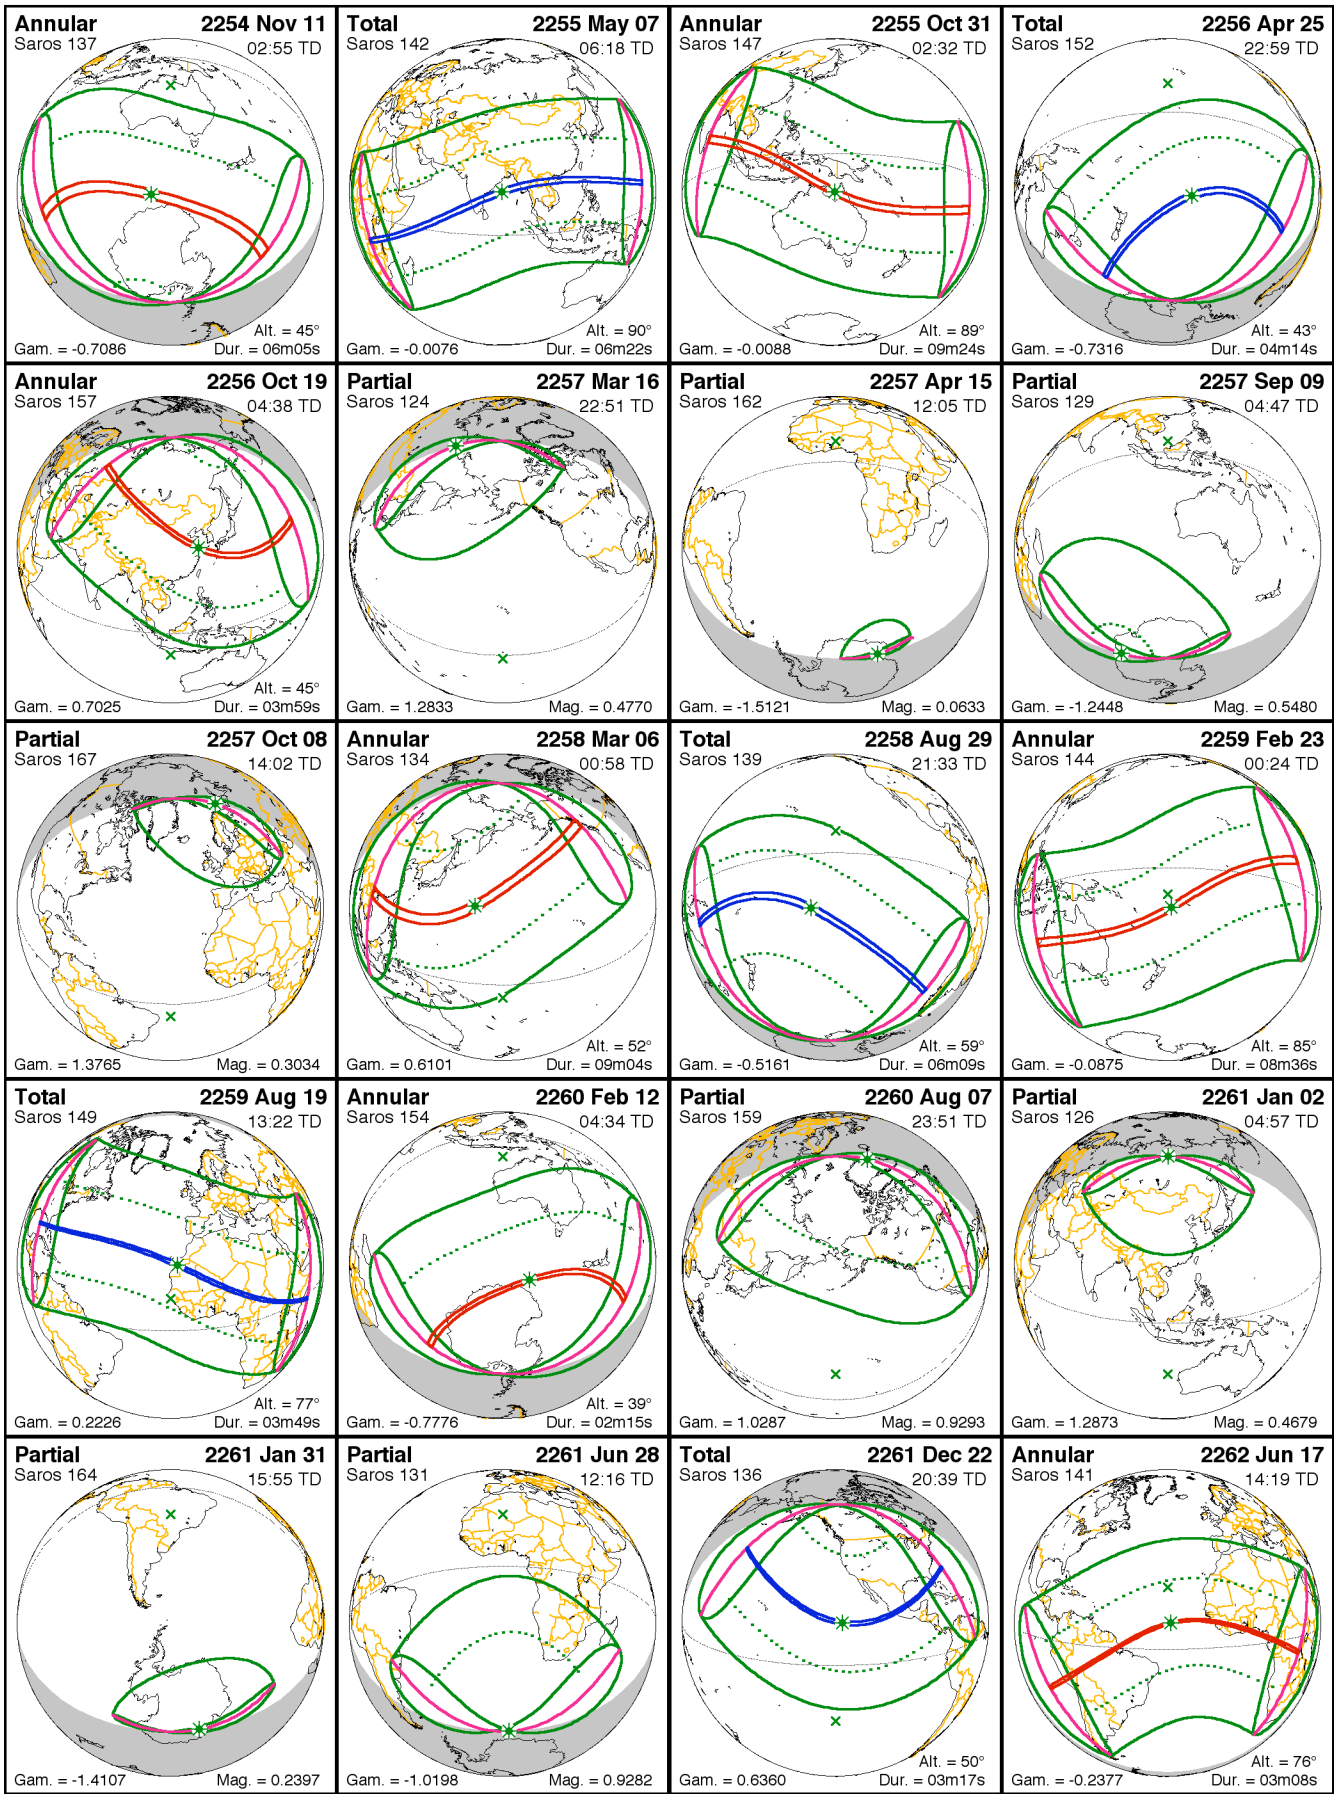 Annular 2254 Nov 11
Saros 137 02:55 TD
Alt. = 45°
Gam. = -0.7086 Dur. = 06m05s
Total 2255 May 07
Saros 142 06:18 TD
Alt. = 90°
Gam. = -0.0076 Dur. = 06m22s
Annular 2255 Oct 31
Saros 147 02:32 TD
Alt. = 89°
Gam. = -0.0088 Dur. = 09m24s
Total 2256 Apr 25
Saros 152 22:59 TD
Alt. = 43°
Gam. = -0.7316 Dur. = 04m14s
Annular 2256 Oct 19
Saros 157 04:38 TD
Alt. = 45°
Gam. = 0.7025 Dur. = 03m59s
Partial 2257 Mar 16
Saros 124 22:51 TD
Gam. = 1.2833 Mag. = 0.4770
Partial 2257 Apr 15
Saros 162 12:05 TD
Gam. = -1.5121 Mag. = 0.0633
Partial 2257 Sep 09
Saros 129 04:47 TD
Gam. = -1.2448 Mag. = 0.5480
Partial 2257 Oct 08
Saros 167 14:02 TD
Gam. = 1.3765 Mag. = 0.3034
Annular 2258 Mar 06
Saros 134 00:58 TD
Alt. = 52°
Gam. = 0.6101 Dur. = 09m04s
Total 2258 Aug 29
Saros 139 21:33 TD
Alt. = 59°
Gam. = -0.5161 Dur. = 06m09s
Annular 2259 Feb 23
Saros 144 00:24 TD
Alt. = 85°
Gam. = -0.0875 Dur. = 08m36s
Total 2259 Aug 19
Saros 149 13:22 TD
Alt. = 77°
Gam. = 0.2226 Dur. = 03m49s
Annular 2260 Feb 12
Saros 154 04:34 TD
Alt. = 39°
Gam. = -0.7776 Dur. = 02m15s
Partial 2260 Aug 07
Saros 159 23:51 TD
Gam. = 1.0287 Mag. = 0.9293
Partial 2261 Jan 02
Saros 126 04:57 TD
Gam. = 1.2873 Mag. = 0.4679
Partial 2261 Jan 31
Saros 164 15:55 TD
Gam. = -1.4107 Mag. = 0.2397
Partial 2261 Jun 28
Saros 131 12:16 TD
Gam. = -1.0198 Mag. = 0.9282
Total 2261 Dec 22
Saros 136 20:39 TD
Alt. = 50°
Gam. = 0.6360 Dur. = 03m17s
Annular 2262 Jun 17
Saros 141 14:19 TD
Alt. = 76°
Gam. = -0.2377 Dur. = 03m08s